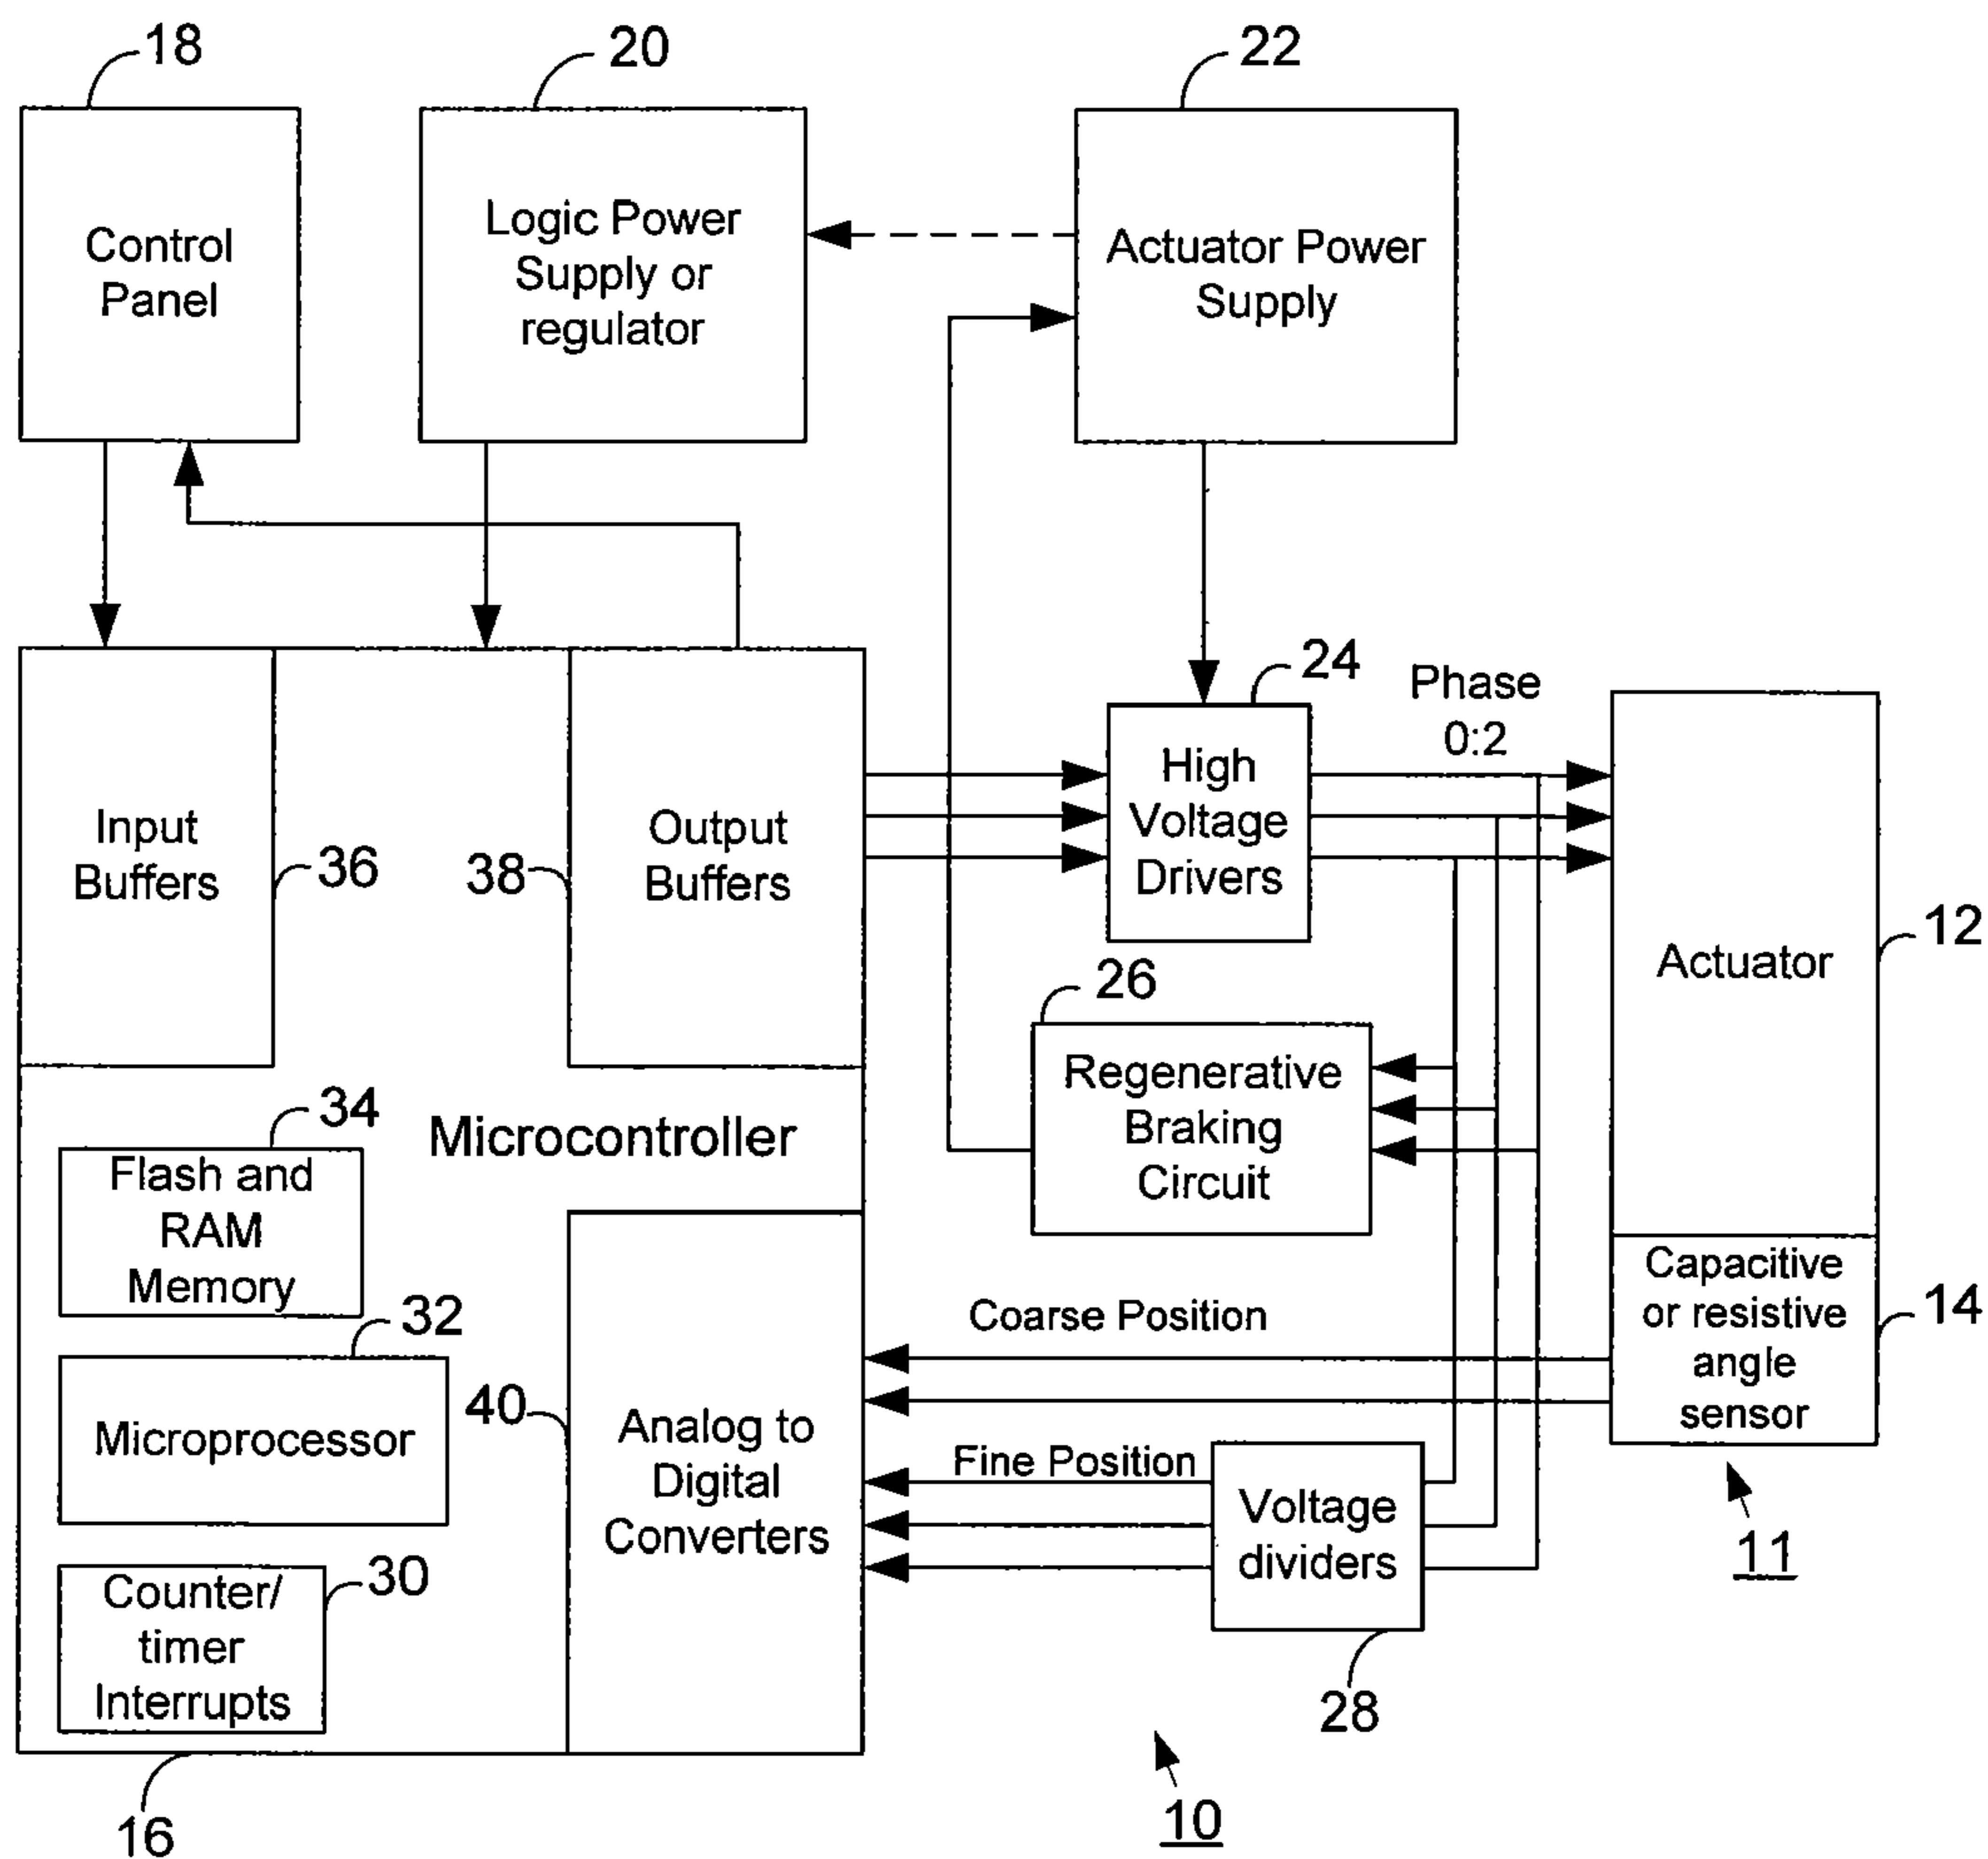 18
20
22
Control
Panel
Logic Power
Supply or
regulator
Actuator Power
Supply
24
Phase
0:2
High
Voltage
Drivers
Input
Buffers
36
38
Output
Buffers
12
Actuator
26
Regenerative
Braking
Circuit
34
Microcontroller
Flash and
RAM
Memory
32
Coarse Position
Capacitive
or resistive
angle
sensor
14
Microprocessor
40
Analog to
Digital
Converters
Fine Position
Voltage
dividers
11
30
Counter/
timer
Interrupts
28
16
10